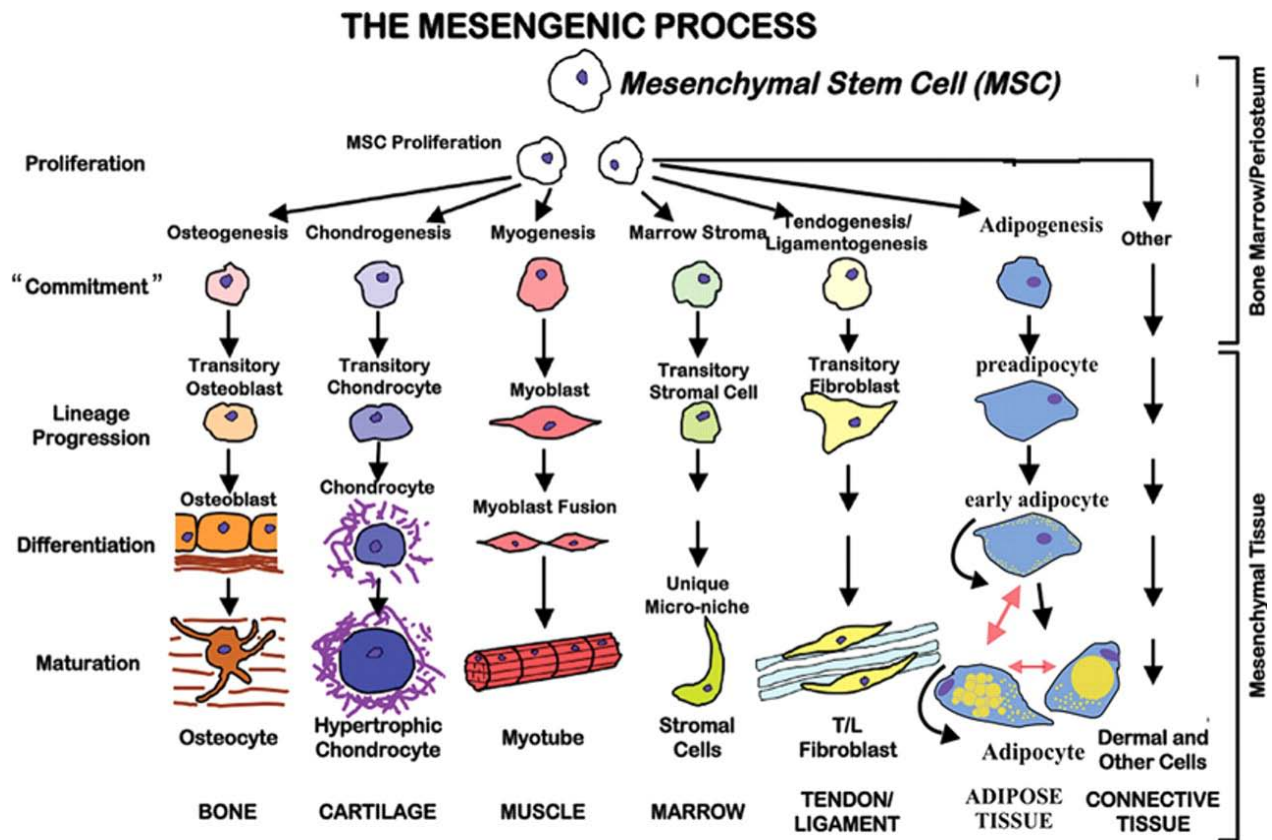 THE MESENGENIC PROCESS
Mesenchymal Stem Cell (MSC)
MSC Proliferation
Proliferation
Osteogenesis
Chondrogenesis
Myogenesis
Marrow Stroma
Tendogenesis/
Ligamentogenesis
Adipogenesis
Other
“Commitment”
Bone Marrow/Periosteum
Transitory
Osteoblast
Transitory
Chondrocyte
Myoblast
Transitory
Stromal Cell
Transitory
Fibroblast
preadipocyte
Lineage
Progression
Osteoblast
Chondrocyte
Myoblast Fusion
early adipocyte
Differentiation
Unique
Micro-niche
Maturation
Mesenchymal Tissue
Osteocyte
Hypertrophic
Chondrocyte
Myotube
Stromal
Cells
T/L
Fibroblast
Adipocyte
Dermal and
Other Cells
BONE
CARTILAGE
MUSCLE
MARROW
TENDON/
LIGAMENT
ADIPOSE
TISSUE
CONNECTIVE
TISSUE